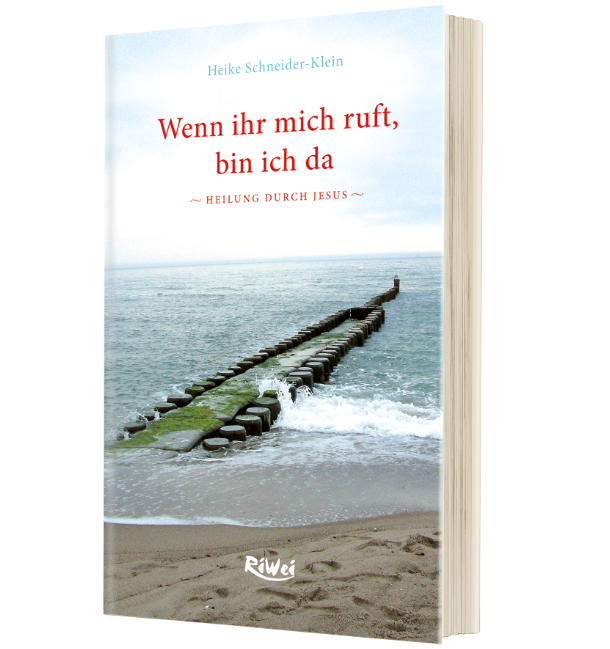 Heike Schneider-Klein
Wenn ihr mich ruft,
bin ich da
~ HEILUNG DURCH JESUS ~
RiWei